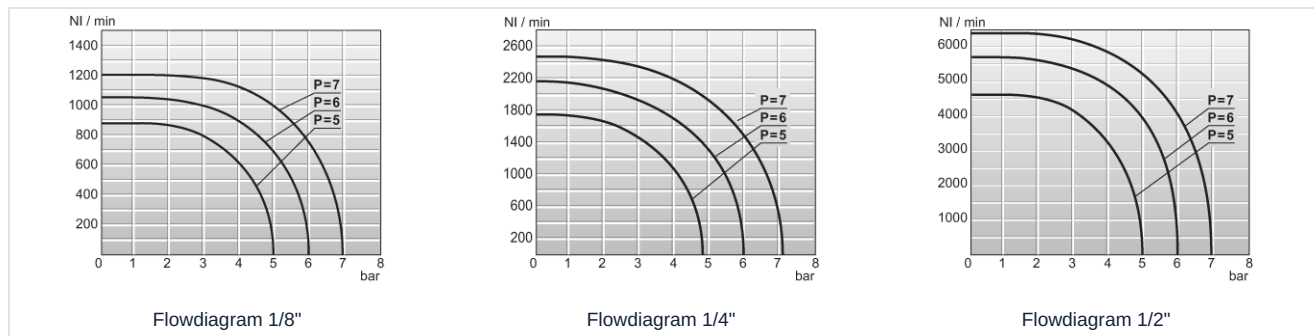 Nl / min
1400
1200
1000
800
600
400
200
P=7
P=6
P=5
0 1 2 3 4 5 6 7 8
bar
Flowdiagram 1/8"
Nl / min
2600
2200
1800
1400
1000
600
200
P=7
P=6
P=5
0 1 2 3 4 5 6 7 8
bar
Flowdiagram 1/4"
Nl / min
6000
5000
4000
3000
2000
1000
P=7
P=6
P=5
0 1 2 3 4 5 6 7 8
bar
Flowdiagram 1/2"